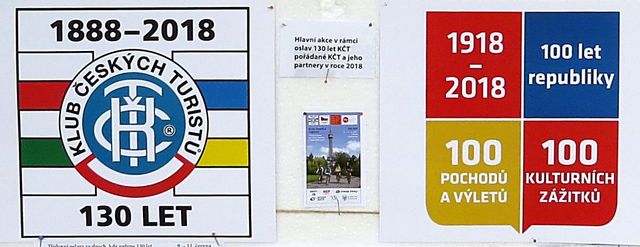 1888–2018
KLUB ČESKÝCH TURISTŮ
KČT
®
130 LET
Hlavní akce v rámci
oslav 130 let KČT
pořádané KČT a jeho
partnery v roce 2018
1918
–
2018
100 let
republiky
100
POCHODŮ
A VÝLETŮ
100
KULTURNÍCH
ZÁŽITKŮ